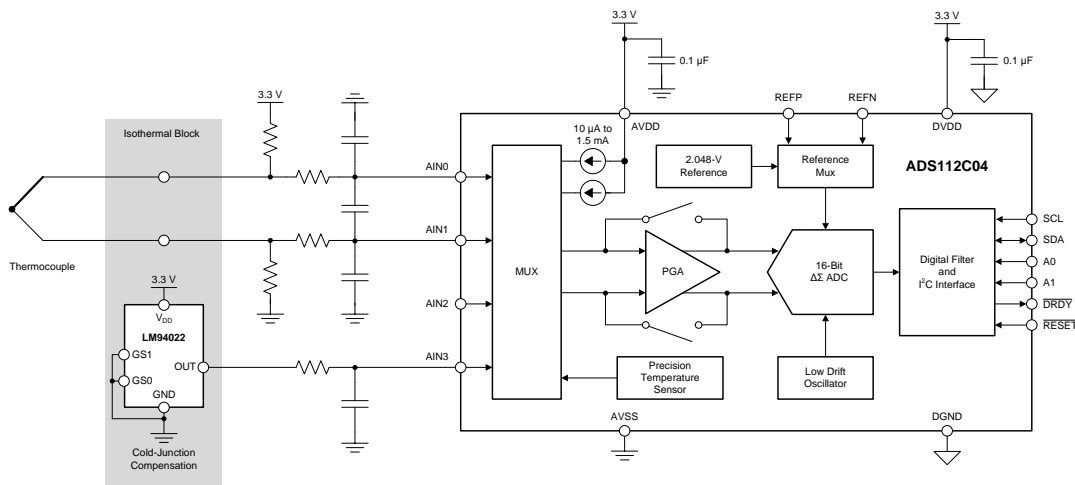 3.3 V
0.1 µF
3.3 V
0.1 µF
3.3 V
REFP
REFN
Isothermal Block
10 µA to
1.5 mA
AVDD
DVDD
2.048-V
Reference
Reference
Mux
ADS112C04
AIN0
AIN1
Thermocouple
MUX
PGA
16-Bit
ΔΣ ADC
Digital Filter
and
I²C Interface
SCL
SDA
A0
A1
DRDY
RESET
3.3 V
VDD
LM94022
GS1
GS0
OUT
GND
AIN2
AIN3
Precision
Temperature
Sensor
Low Drift
Oscillator
AVSS
DGND
Cold-Junction
Compensation